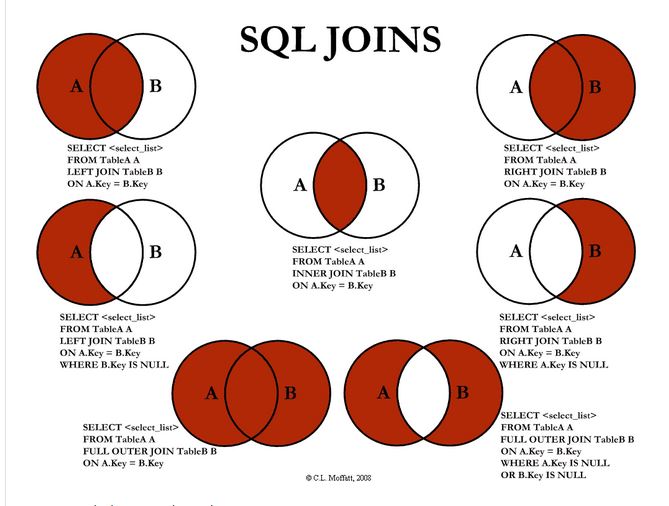 SQL JOINS
A B
SELECT <select_list>
FROM TableA A
LEFT JOIN TableB B
ON A.Key = B.Key
A B
SELECT <select_list>
FROM TableA A
RIGHT JOIN TableB B
ON A.Key = B.Key
A B
SELECT <select_list>
FROM TableA A
INNER JOIN TableB B
ON A.Key = B.Key
A B
SELECT <select_list>
FROM TableA A
LEFT JOIN TableB B
ON A.Key = B.Key
WHERE B.Key IS NULL
A B
SELECT <select_list>
FROM TableA A
RIGHT JOIN TableB B
ON A.Key = B.Key
WHERE A.Key IS NULL
A B
SELECT <select_list>
FROM TableA A
FULL OUTER JOIN TableB B
ON A.Key = B.Key
A B
SELECT <select_list>
FROM TableA A
FULL OUTER JOIN TableB B
ON A.Key = B.Key
WHERE A.Key IS NULL
OR B.Key IS NULL
© C.L. Moffatt, 2008